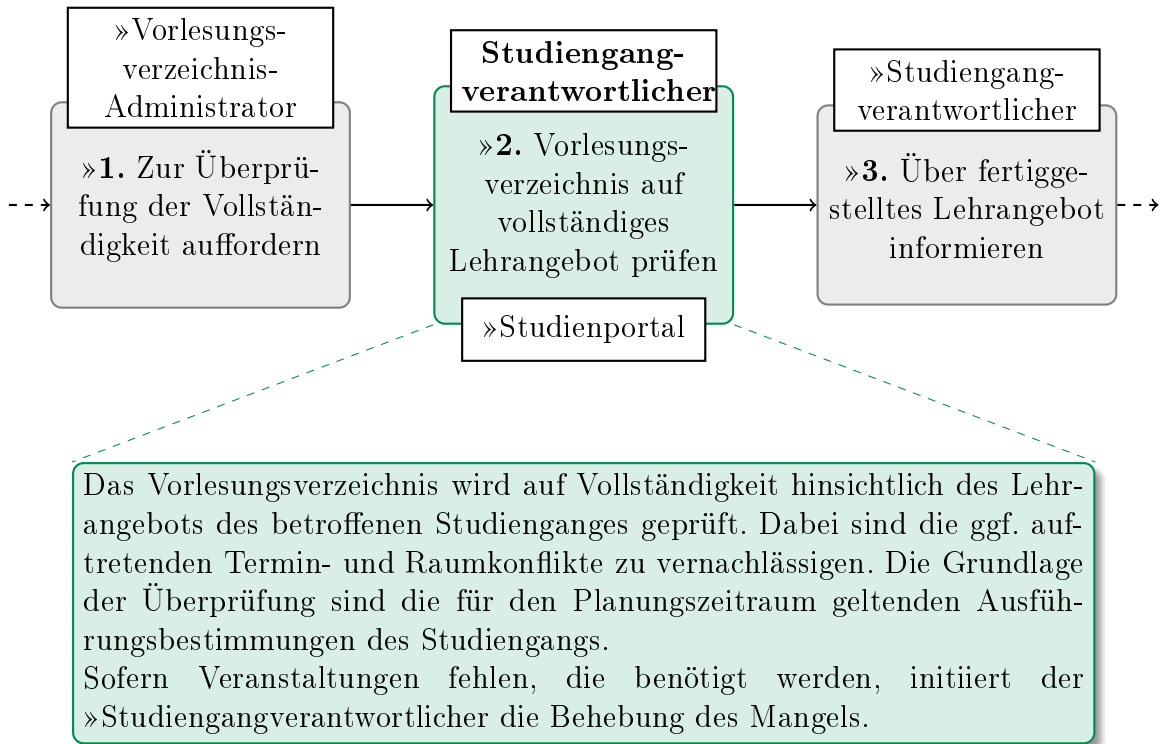 »Vorlesungs-
verzeichnis-
Administrator
»1. Zur Überprü-
fung der Vollstän-
digkeit auffordern
Studiengang-
verantwortlicher
»2. Vorlesungs-
verzeichnis auf
vollständiges
Lehrangebot prüfen
»Studienportal
»Studiengang-
verantwortlicher
»3. Über fertigge-
stelltes Lehrangebot
informieren
Das Vorlesungsverzeichnis wird auf Vollständigkeit hinsichtlich des Lehr-
angebots des betroffenen Studienganges geprüft. Dabei sind die ggf. auf-
tretenden Termin- und Raumkonflikte zu vernachlässigen. Die Grundlage
der Überprüfung sind die für den Planungszeitraum geltenden Ausfüh-
rungsbestimmungen des Studiengangs.
Sofern Veranstaltungen fehlen, die benötigt werden, initiiert der
»Studiengangverantwortlicher die Behebung des Mangels.